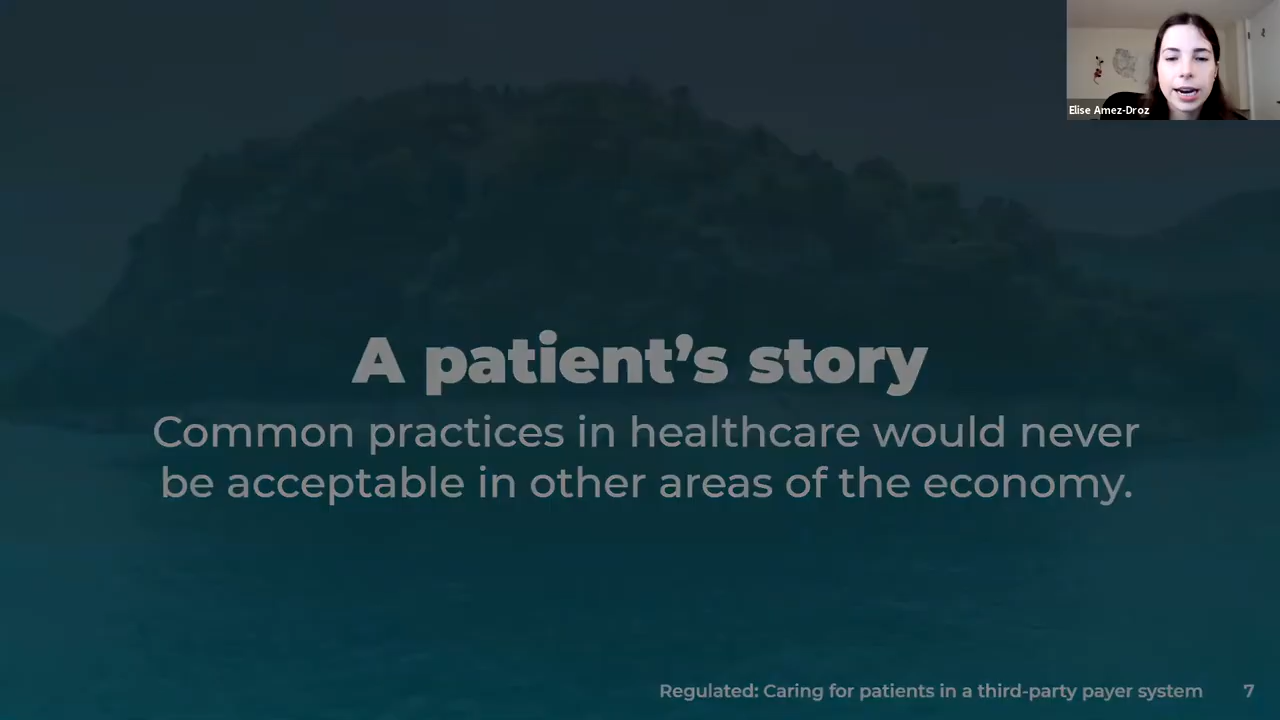 Elise Amez-Droz
A patient’s story
Common practices in healthcare would never
be acceptable in other areas of the economy.
Regulated: Caring for patients in a third-party payer system 7